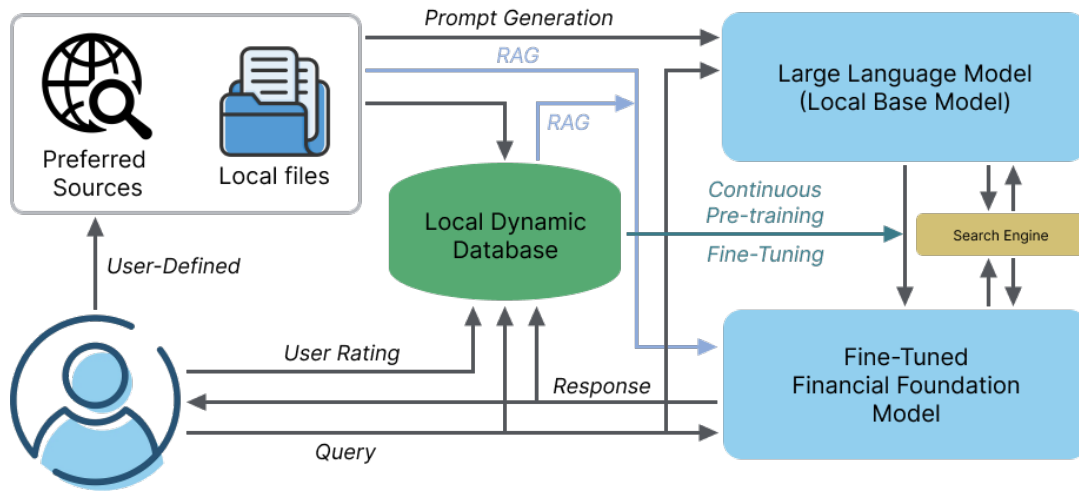 Prompt Generation
RAG
Large Language Model
(Local Base Model)
Preferred
Sources
Local files
RAG
Local Dynamic
Database
Continuous
Pre-training
Fine-Tuning
Search Engine
User-Defined
User Rating
Response
Query
Fine-Tuned
Financial Foundation
Model